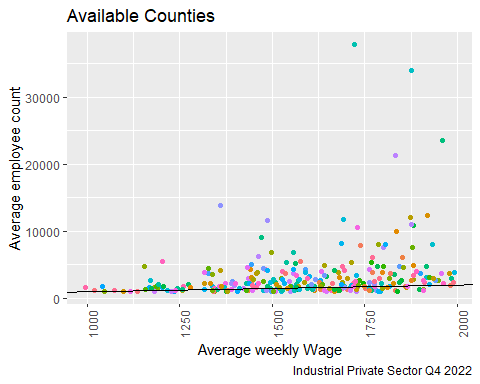 Available Counties
Average employee count
30000
20000
10000
0
1000
1250
1500
1750
2000
Average weekly Wage
Industrial Private Sector Q4 2022